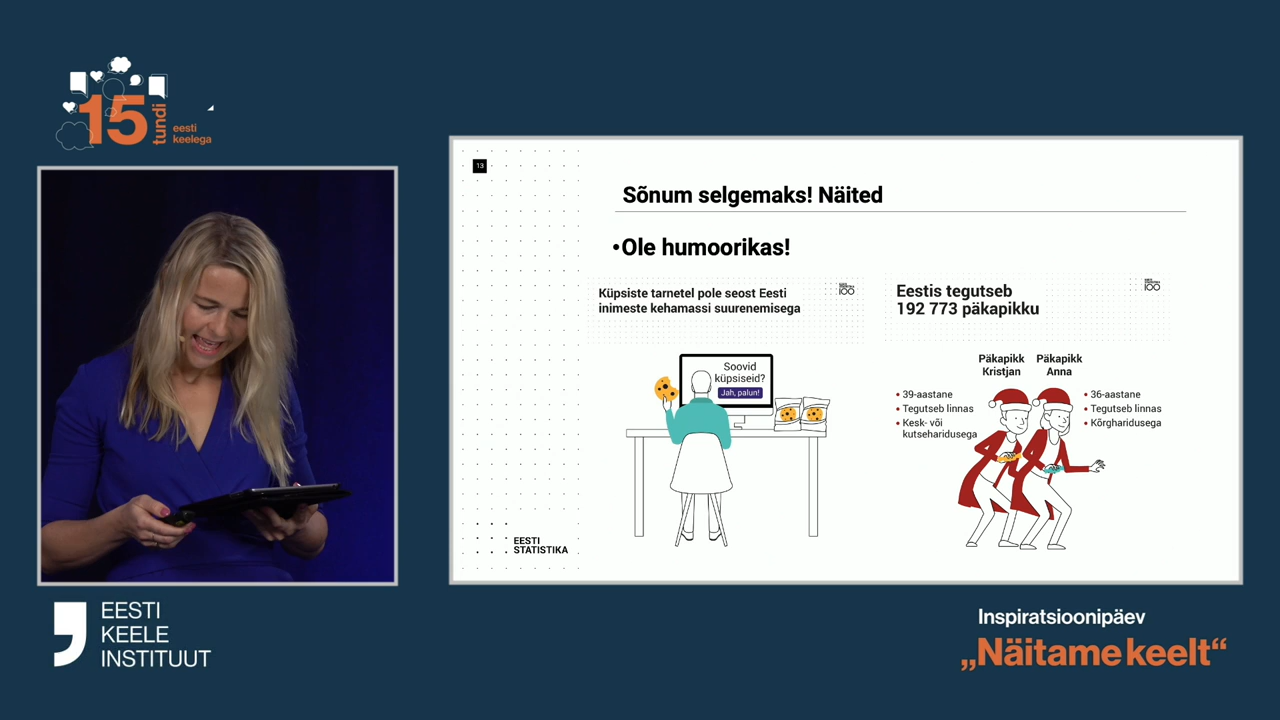 15
tundi
eesti
keelega
13
Sõnum selgemaks! Näited
•Ole humoorikas!
Küpsiste tarnetel pole seost Eesti
inimeste kehamassi suurenemisega
100
Soovid
küpsiseid?
Jah, palun!
Eestis tegutseb
192 773 päkapikku
100
Päkapikk
Kristjan
Päkapikk
Anna
• 39-aastane
• Tegutseb linnas
• Kesk- või
kutseharidusega
• 36-aastane
• Tegutseb linnas
• Kõrgharidusega
EESTI
STATISTIKA
EESTI
KEELE
INSTITUUT
Inspiratsioonipäev
„Näitame keelt“